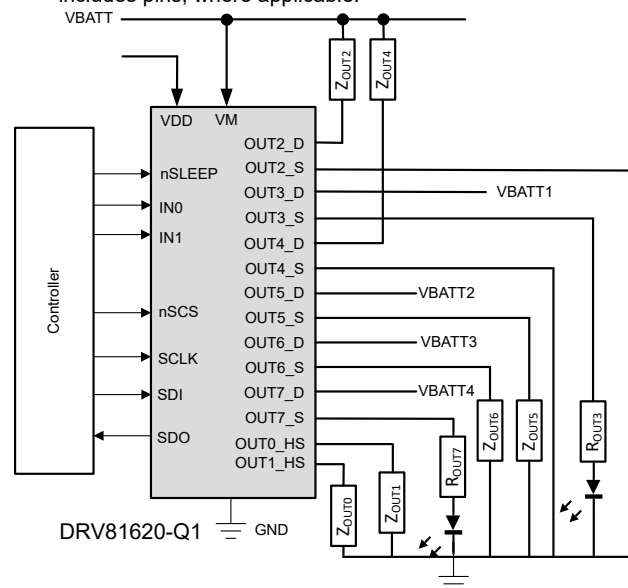 includes pins, where applicable.
VBATT
ZOUT2
ZOUT4
VDD
VM
OUT2_D
OUT2_S
nSLEEP
OUT3_D
VBATT1
IN0
OUT3_S
IN1
OUT4_D
OUT4_S
OUT5_D
VBATT2
Controller
nSCS
OUT5_S
OUT6_D
VBATT3
SCLK
OUT6_S
SDI
OUT7_D
VBATT4
OUT7_S
SDO
OUT0_HS
OUT1_HS
ZOUT0
ZOUT1
ROUT7
ZOUT6
ZOUT5
ROUT3
DRV81620-Q1
GND